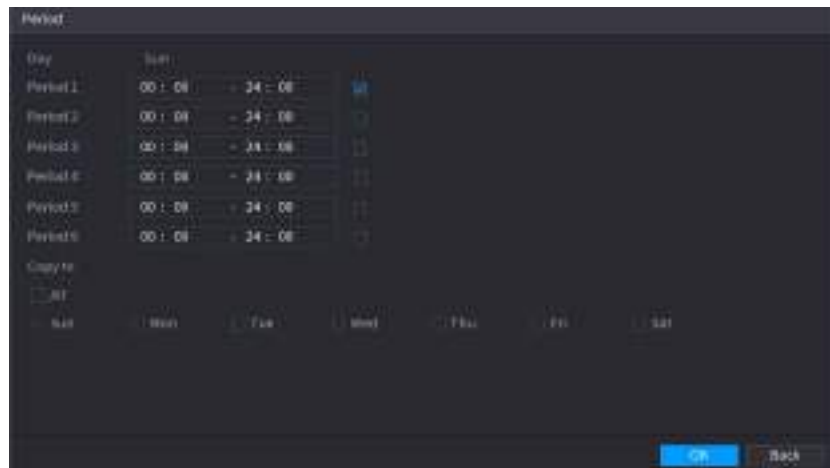 Period
Day Sun
Period 1 00 : 00 - 24 : 00
Period 2 00 : 00 - 24 : 00
Period 3 00 : 00 - 24 : 00
Period 4 00 : 00 - 24 : 00
Period 5 00 : 00 - 24 : 00
Period 6 00 : 00 - 24 : 00
Copy to
All
Sun Mon Tue Wed Thu Fri Sat
OK Back